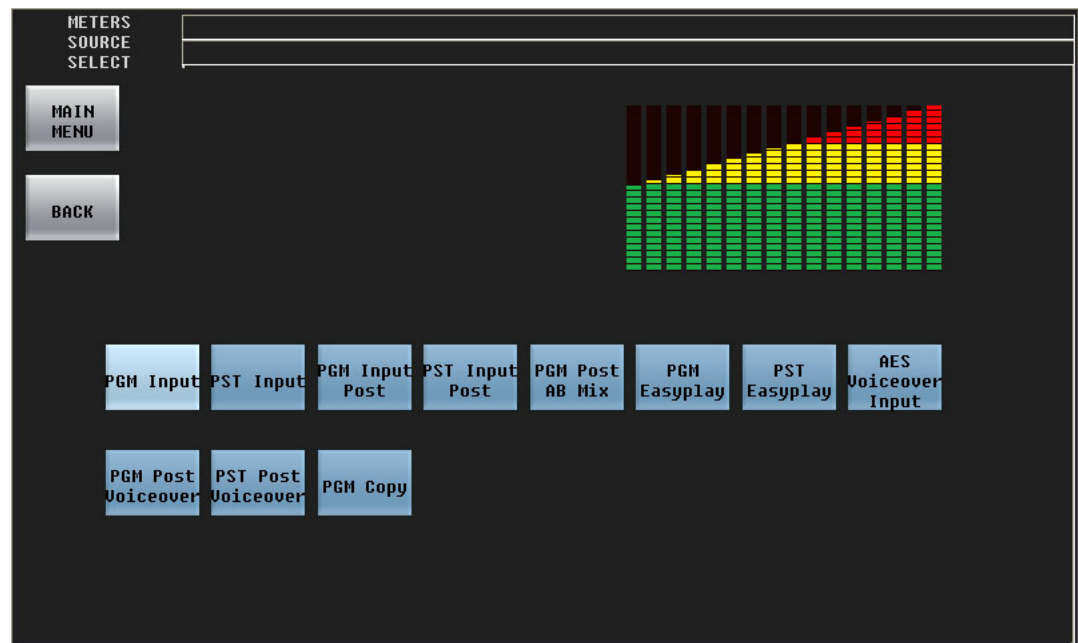 METERS
SOURCE
SELECT
MAIN
MENU
BACK
PGM Input
PST Input
PGM Input
Post
PST Input
Post
PGM Post
AB Mix
PGM
Easyplay
PST
Easyplay
AES
Voiceover
Input
PGM Post
Voiceover
PST Post
Voiceover
PGM Copy